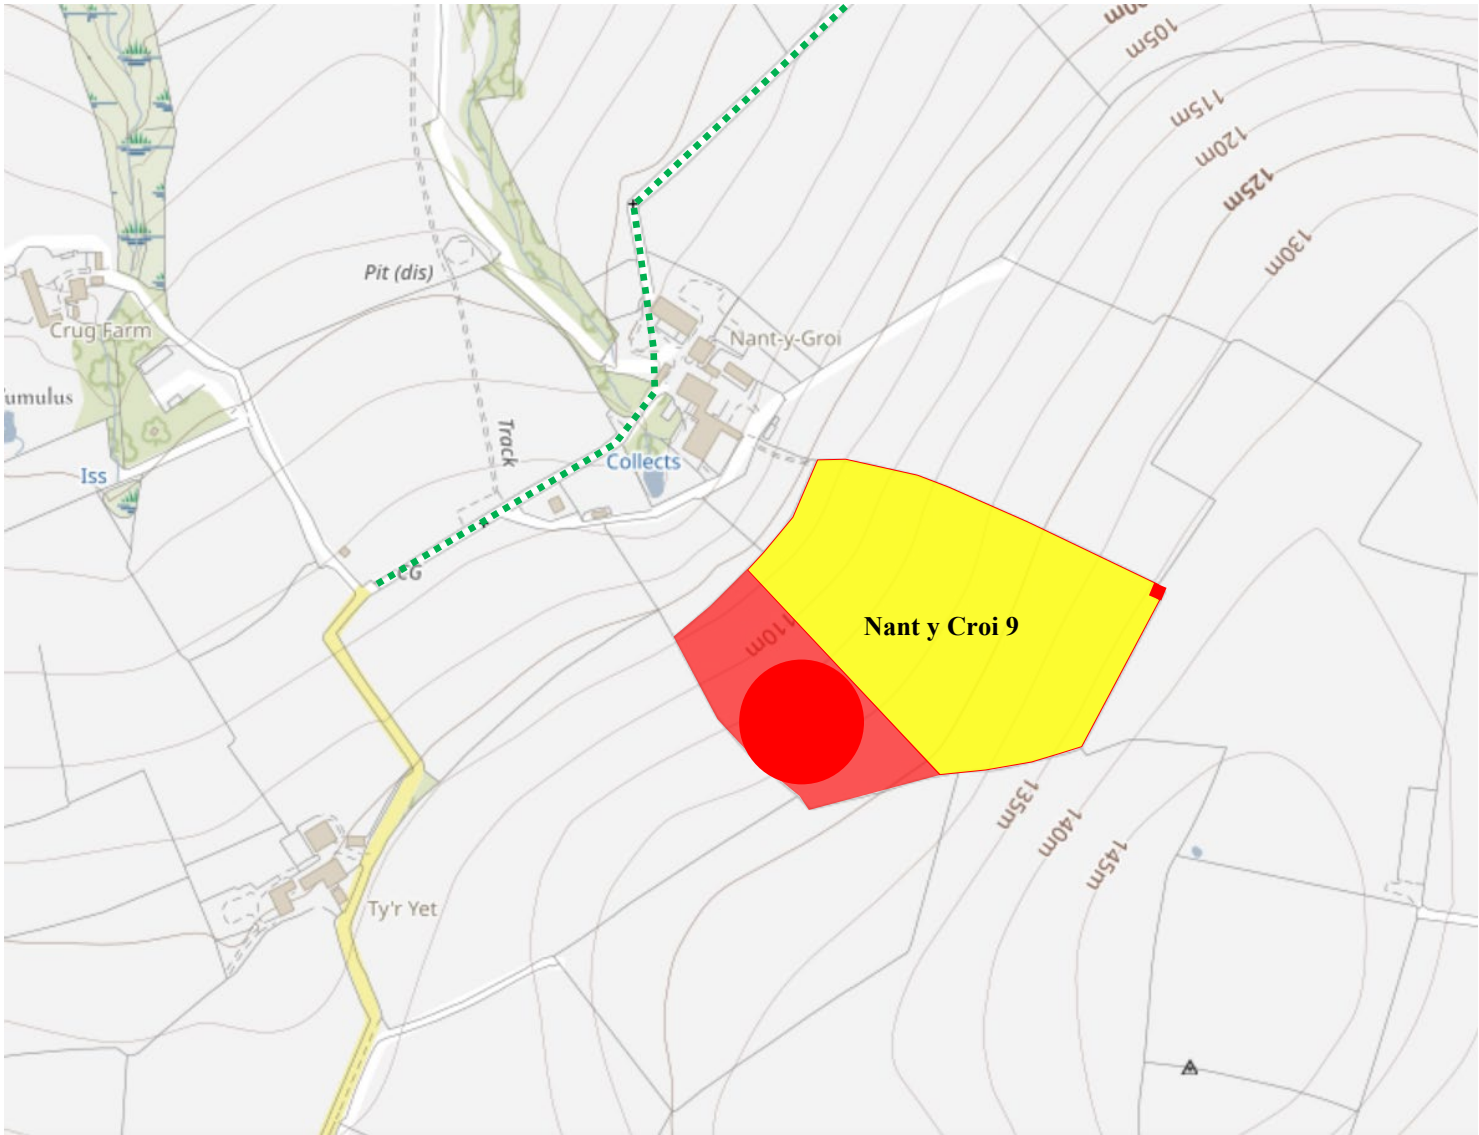 105m
115m
120m
125m
130m
Pit (dis)
Crug Farm
Nant-y-Groi
umulus
Track
Collects
Iss
CG
110m
Nant y Croi 9
135m
140m
145m
Ty'r Yet